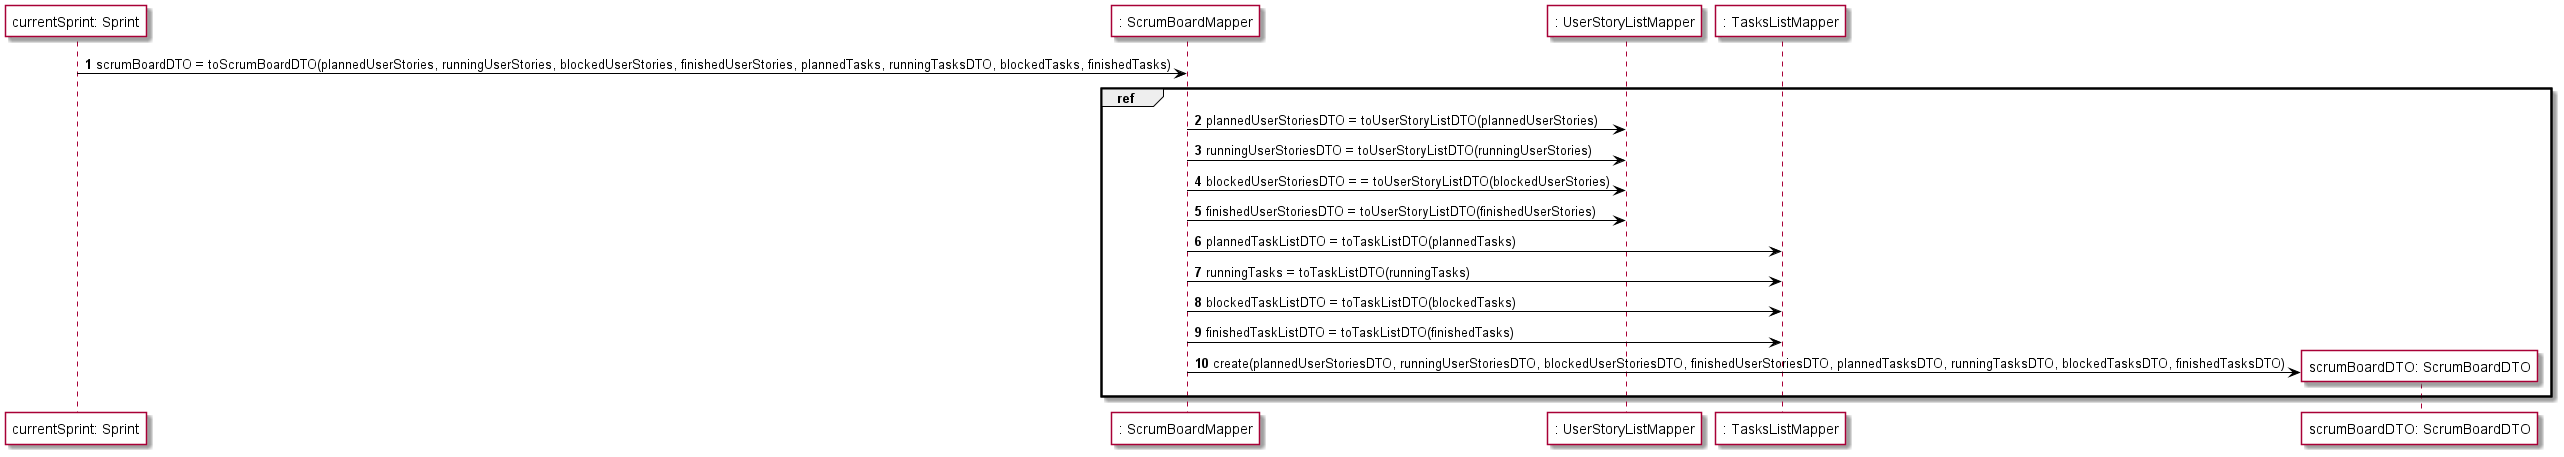 currentSprint: Sprint
: ScrumBoardMapper
: UserStoryListMapper
: TasksListMapper
1 scrumBoardDTO = toScrumBoardDTO(plannedUserStories, runningUserStories, blockedUserStories, finishedUserStories, plannedTasks, runningTasksDTO, blockedTasks, finishedTasks)
ref
2 plannedUserStoriesDTO = toUserStoryListDTO(plannedUserStories)
3 runningUserStoriesDTO = toUserStoryListDTO(runningUserStories)
4 blockedUserStoriesDTO = = toUserStoryListDTO(blockedUserStories)
5 finishedUserStoriesDTO = toUserStoryListDTO(finishedUserStories)
6 plannedTaskListDTO = toTaskListDTO(plannedTasks)
7 runningTasks = toTaskListDTO(runningTasks)
8 blockedTaskListDTO = toTaskListDTO(blockedTasks)
9 finishedTaskListDTO = toTaskListDTO(finishedTasks)
10 create(plannedUserStoriesDTO, runningUserStoriesDTO, blockedUserStoriesDTO, finishedUserStoriesDTO, plannedTasksDTO, runningTasksDTO, blockedTasksDTO, finishedTasksDTO)
scrumBoardDTO: ScrumBoardDTO
currentSprint: Sprint
: ScrumBoardMapper
: UserStoryListMapper
: TasksListMapper
scrumBoardDTO: ScrumBoardDTO